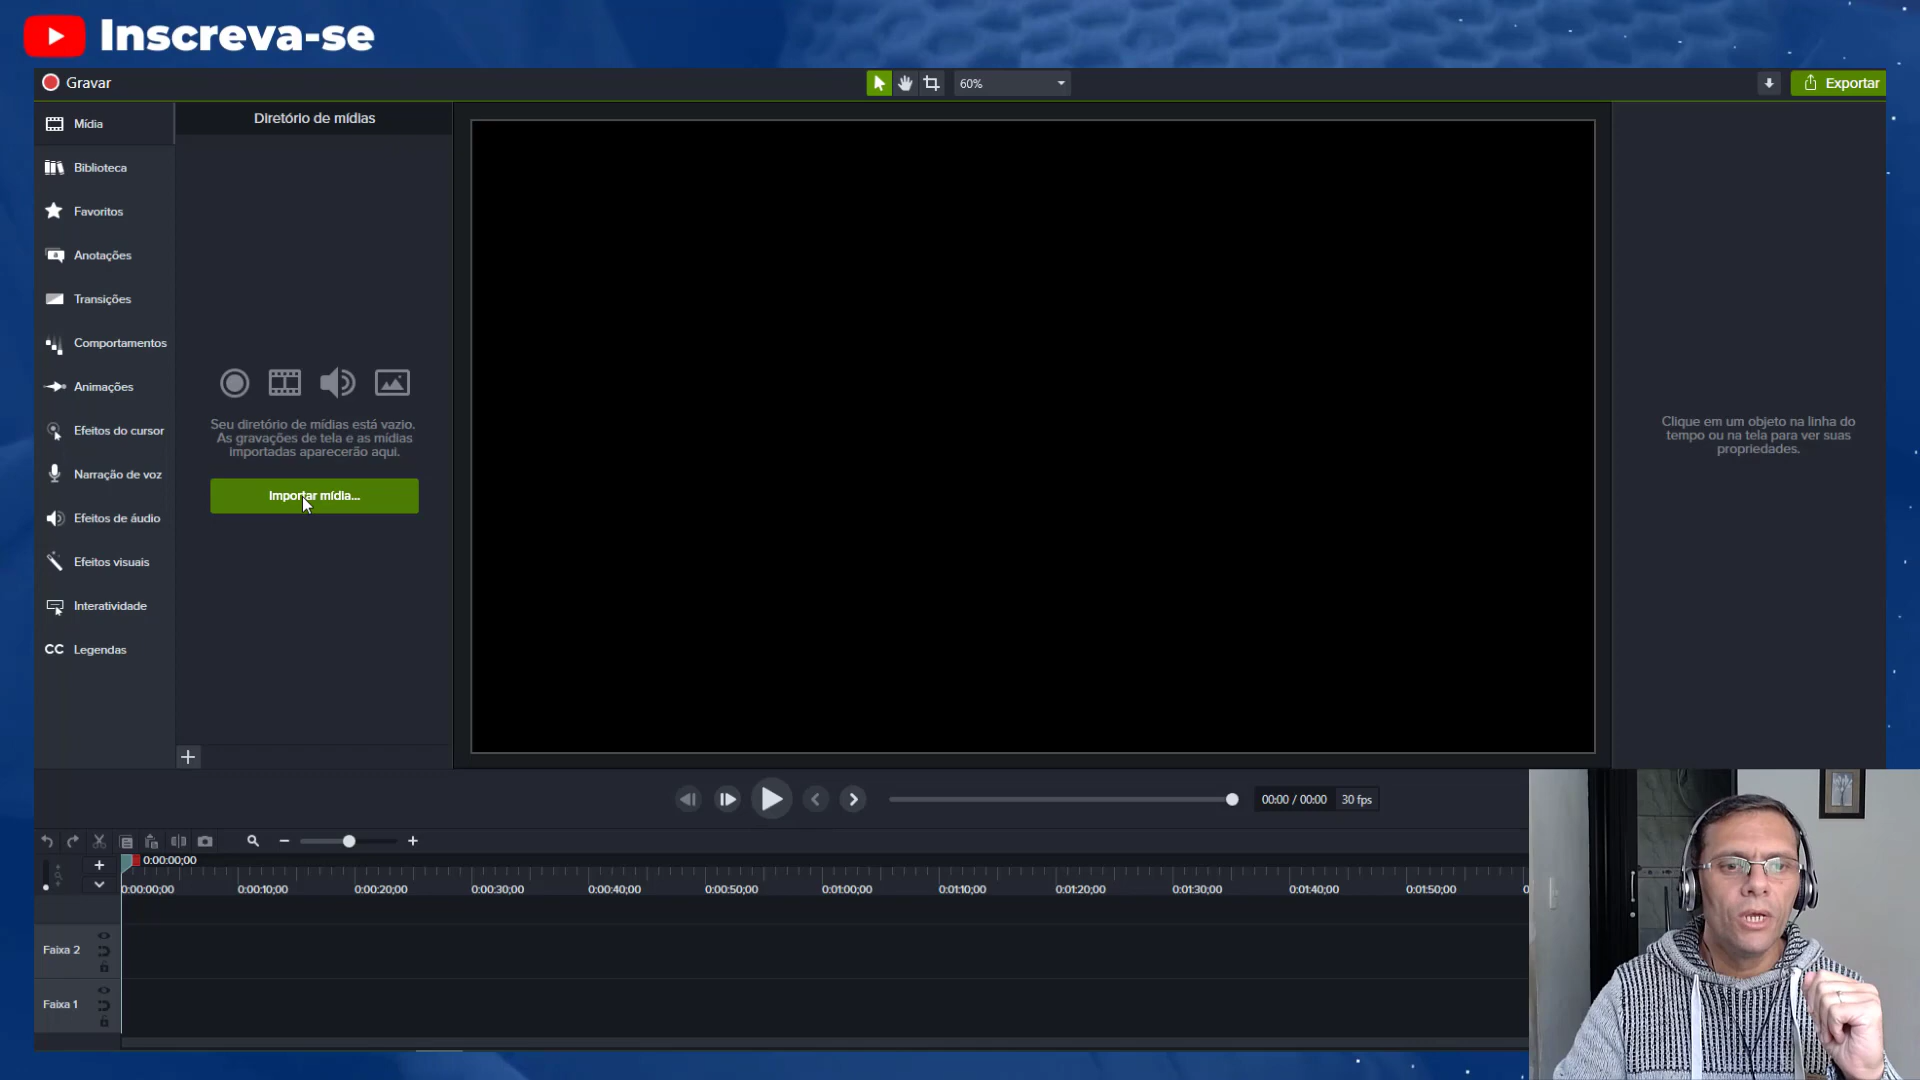 Inscreva-se
Gravar
60%
Exportar
Mídia
Diretório de mídias
Biblioteca
Favoritos
Anotações
Transições
Comportamentos
Animações
Efeitos do cursor
Narração de voz
Efeitos de áudio
Efeitos visuais
Interatividade
CC Legendas
Seu diretório de mídias está vazio.
As gravações de tela e as mídias
importadas aparecerão aqui.
Importar mídia...
Clique em um objeto na linha do
tempo ou na tela para ver suas
propriedades.
00:00 / 00:00 30 fps
0:00:00;00
0:00:00;00 0:00:10;00 0:00:20;00 0:00:30;00 0:00:40;00 0:00:50;00 0:01:00;00 0:01:10;00 0:01:20;00 0:01:30;00 0:01:40;00 0:01:50;00 0
Faixa 2
Faixa 1